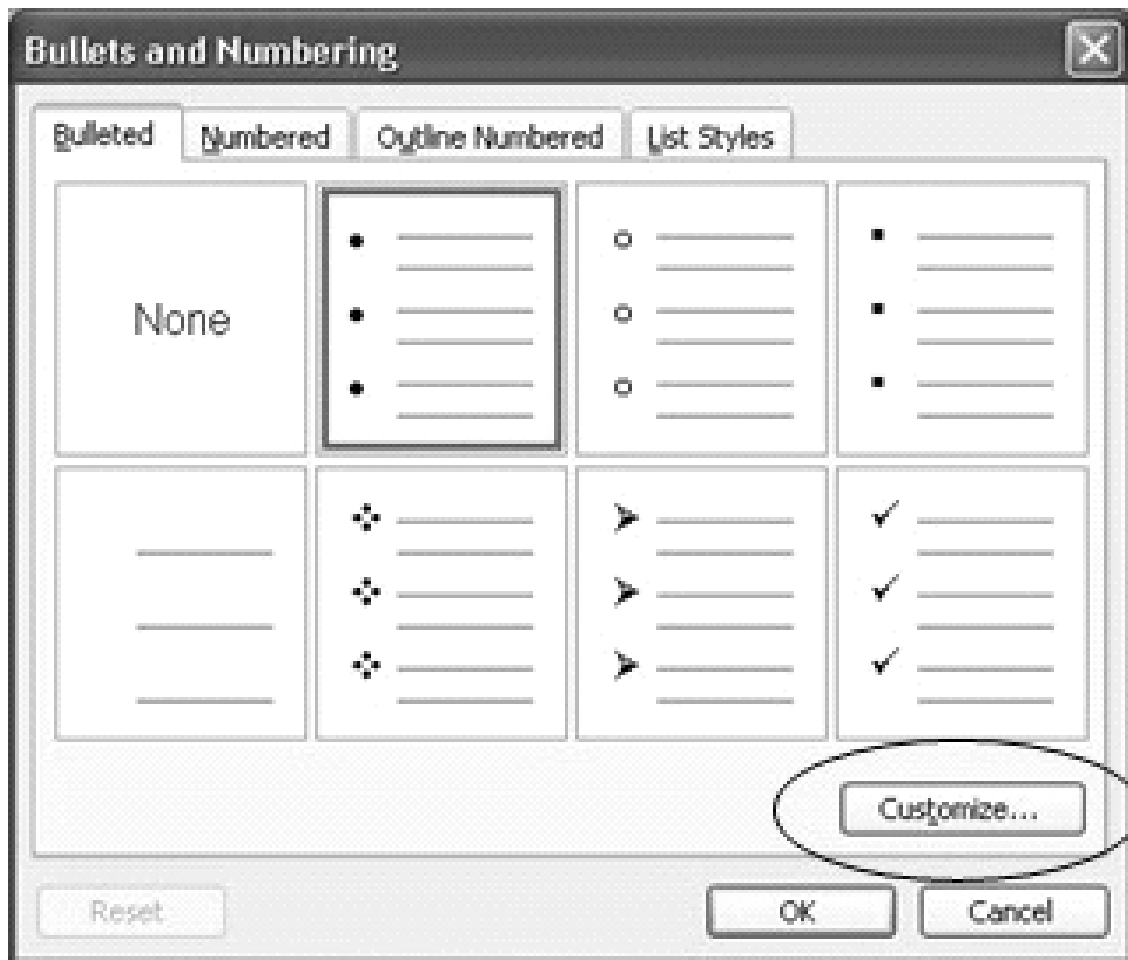 Bullets and Numbering
Bulleted Numbered Outline Numbered List Styles
None
Customize...
Reset OK Cancel